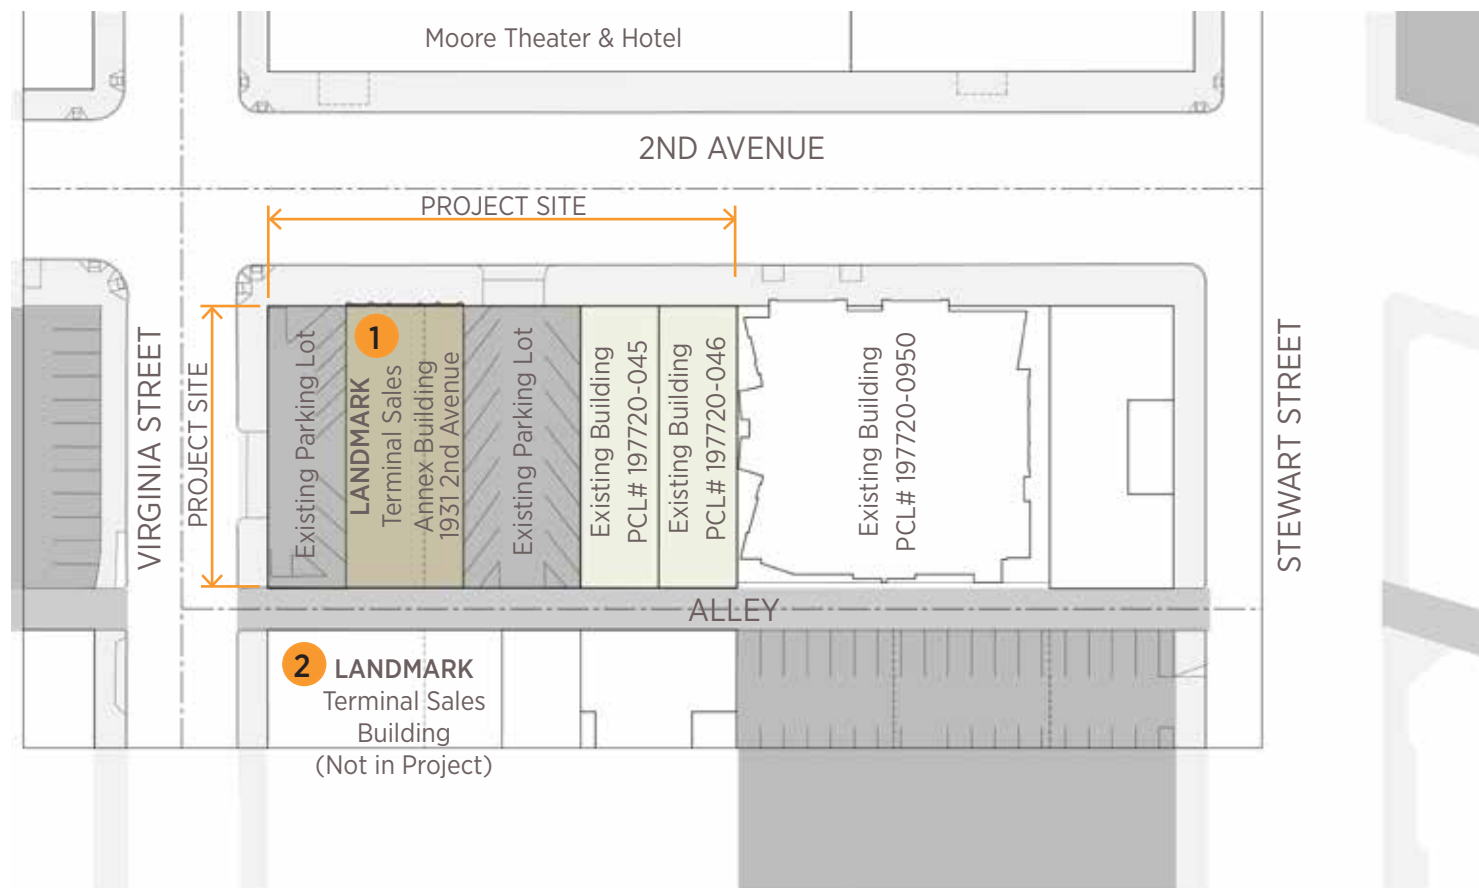 Moore Theater & Hotel
2ND AVENUE
PROJECT SITE
VIRGINIA STREET
PROJECT SITE
Existing Parking Lot
1
LANDMARK
Terminal Sales
Annex Building
1931 2nd Avenue
Existing Parking Lot
Existing Building
PCL# 197720-045
Existing Building
PCL# 197720-046
Existing Building
PCL# 197720-0950
STEWART STREET
ALLEY
2 LANDMARK
Terminal Sales
Building
(Not in Project)